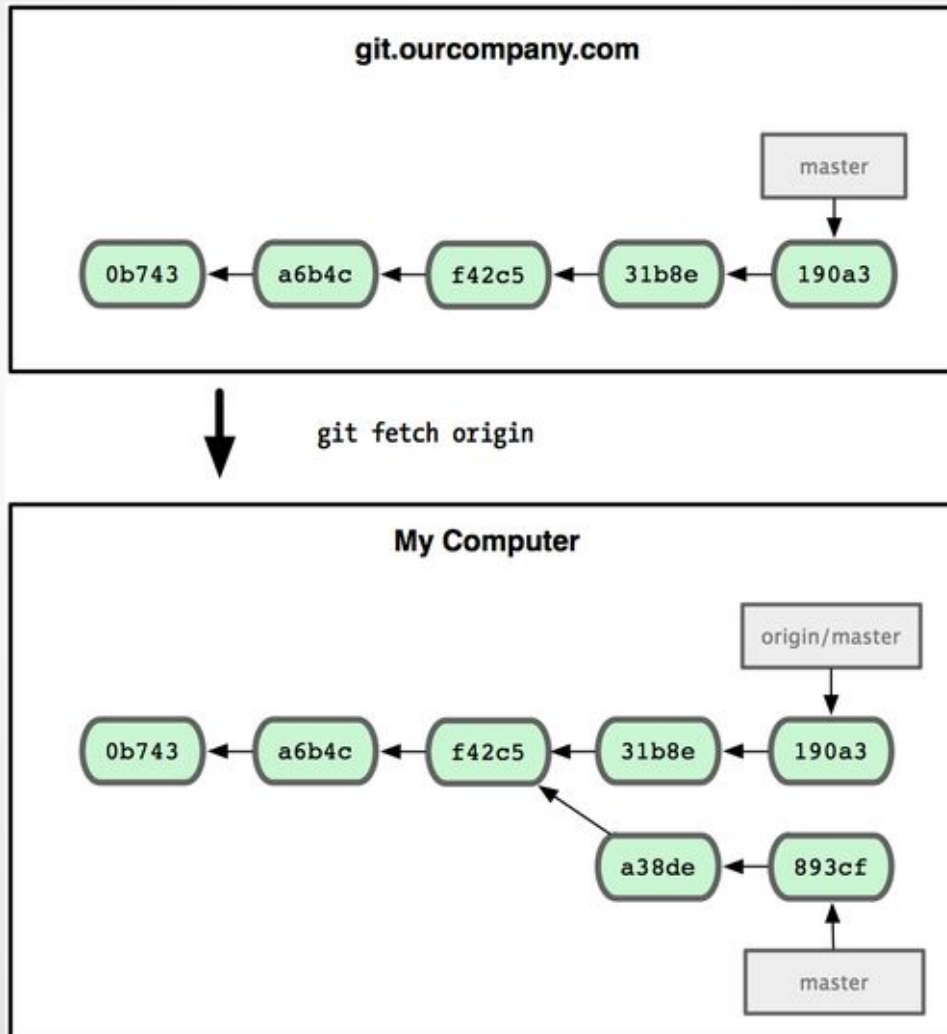 git.ourcompany.com
master
0b743 a6b4c f42c5 31b8e 190a3
git fetch origin
My Computer
origin/master
0b743 a6b4c f42c5 31b8e 190a3
a38de 893cf
master